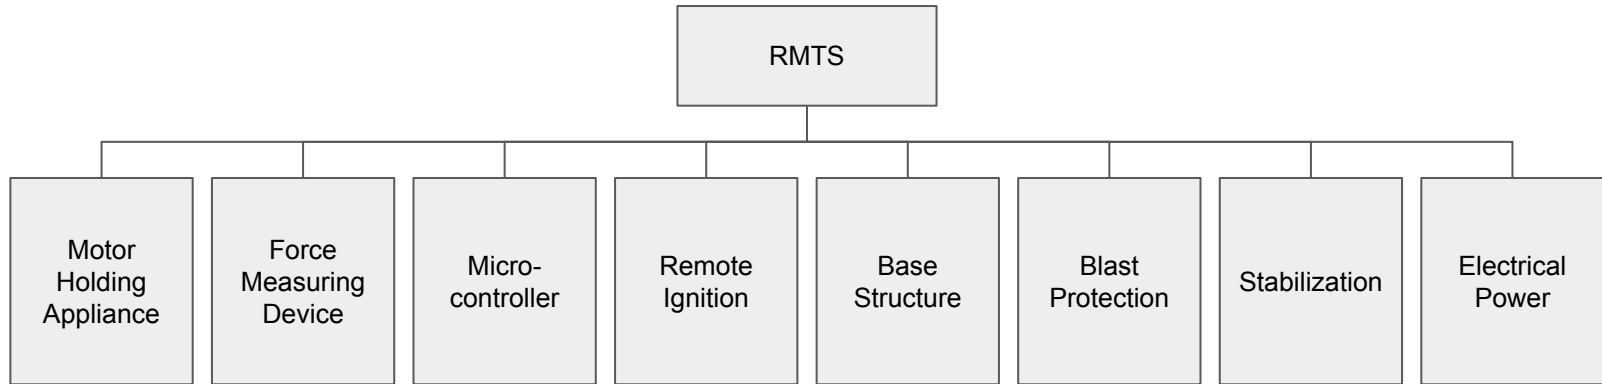 RMTS
Motor
Holding
Appliance
Force
Measuring
Device
Micro-
controller
Remote
Ignition
Base
Structure
Blast
Protection
Stabilization
Electrical
Power